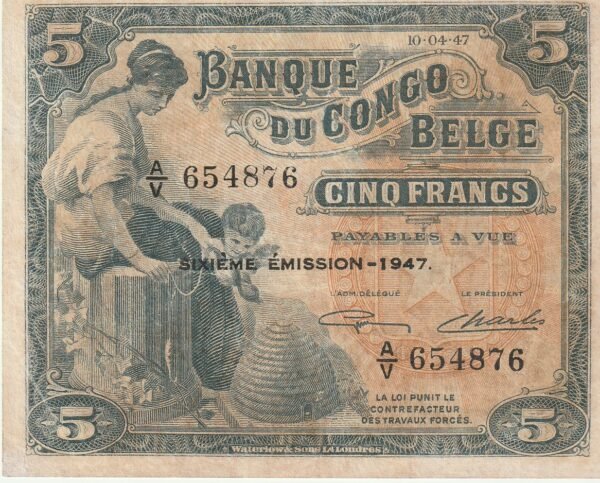 5 5
10-04-47
BANQUE
DU CONGO
BELGE
A/V 654876
CINQ FRANCS
PAYABLES A VUE
SIXIÈME ÉMISSION-1947.
L'ADM. DÉLÉGUÉ LE PRÉSIDENT
Charles
A/V 654876
LA LOI PUNIT LE
CONTREFACTEUR
DES TRAVAUX FORCÉS.
5 5
Waterlow & Sons Ld Londres